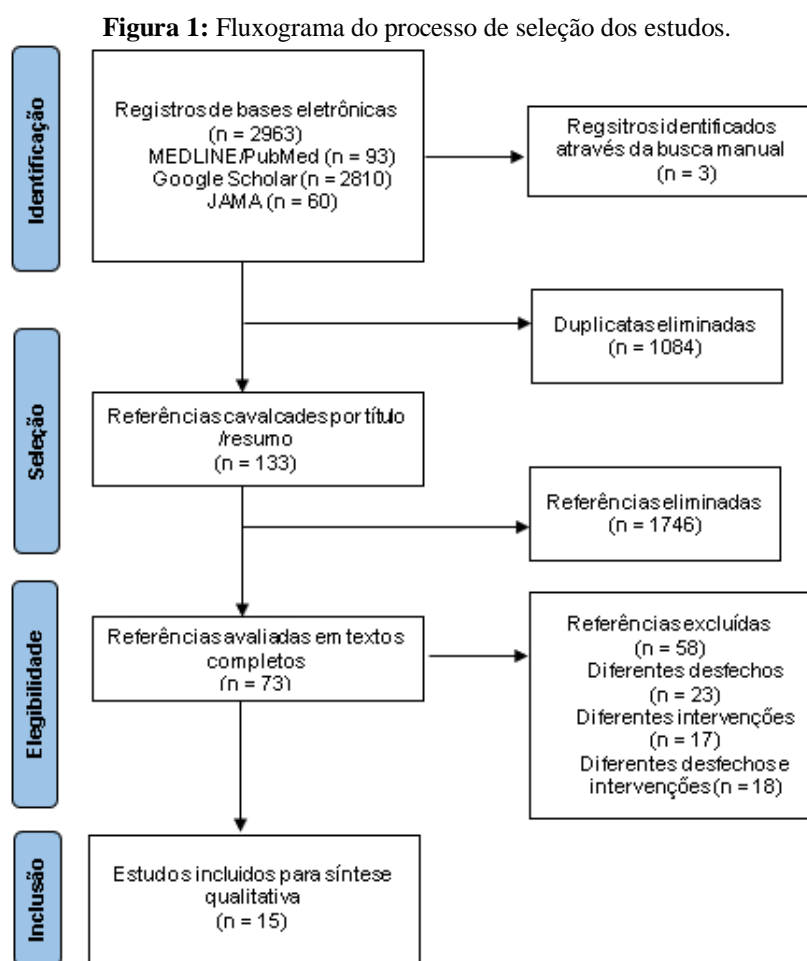 Figura 1: Fluxograma do processo de seleção dos estudos.
Identificação
Registros de bases eletrônicas
(n = 2963)
MEDLINE/PubMed (n = 93)
Google Scholar (n = 2810)
JAMA (n = 60)
Regsitros identificados
através da busca manual
(n = 3)
Duplicatas eliminadas
(n = 1084)
Seleção
Referências cavalcades por título
/resumo
(n = 133)
Referências eliminadas
(n = 1746)
Elegibilidade
Referências avaliadas em textos
completos
(n = 73)
Referências excluídas
(n = 58)
Diferentes desfechos
(n = 23)
Diferentes intervenções
(n = 17)
Diferentes desfechos e
intervenções (n = 18)
Inclusão
Estudos incluidos para síntese
qualitativa
(n = 15)